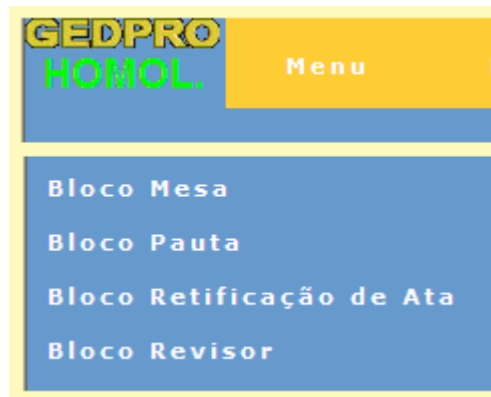 GEDPRO
HOMOL. Menu
Bloco Mesa
Bloco Pauta
Bloco Retificação de Ata
Bloco Revisor